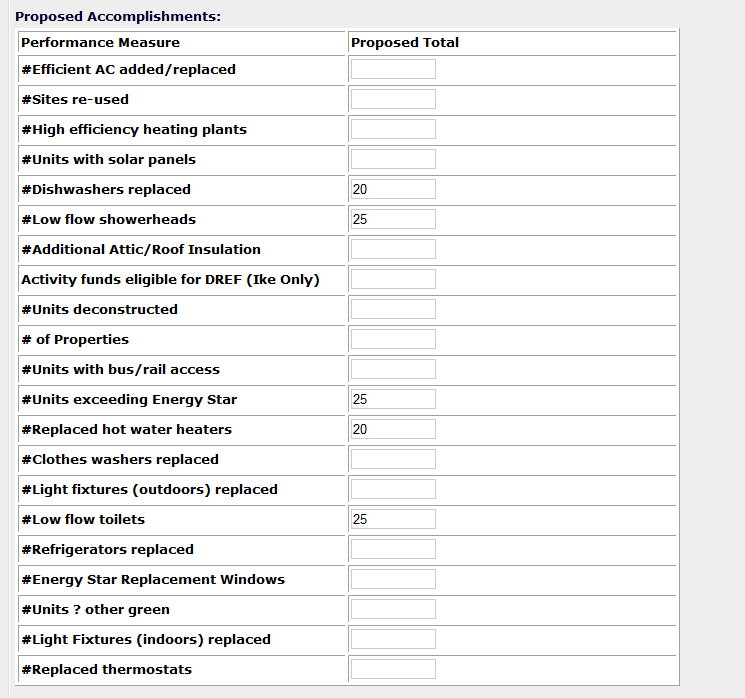 Proposed Accomplishments:
Performance Measure Proposed Total
#Efficient AC added/replaced
#Sites re-used
#High efficiency heating plants
#Units with solar panels
#Dishwashers replaced 20
#Low flow showerheads 25
#Additional Attic/Roof Insulation
Activity funds eligible for DREF (Ike Only)
#Units deconstructed
# of Properties
#Units with bus/rail access
#Units exceeding Energy Star 25
#Replaced hot water heaters 20
#Clothes washers replaced
#Light fixtures (outdoors) replaced
#Low flow toilets 25
#Refrigerators replaced
#Energy Star Replacement Windows
#Units ? other green
#Light Fixtures (indoors) replaced
#Replaced thermostats